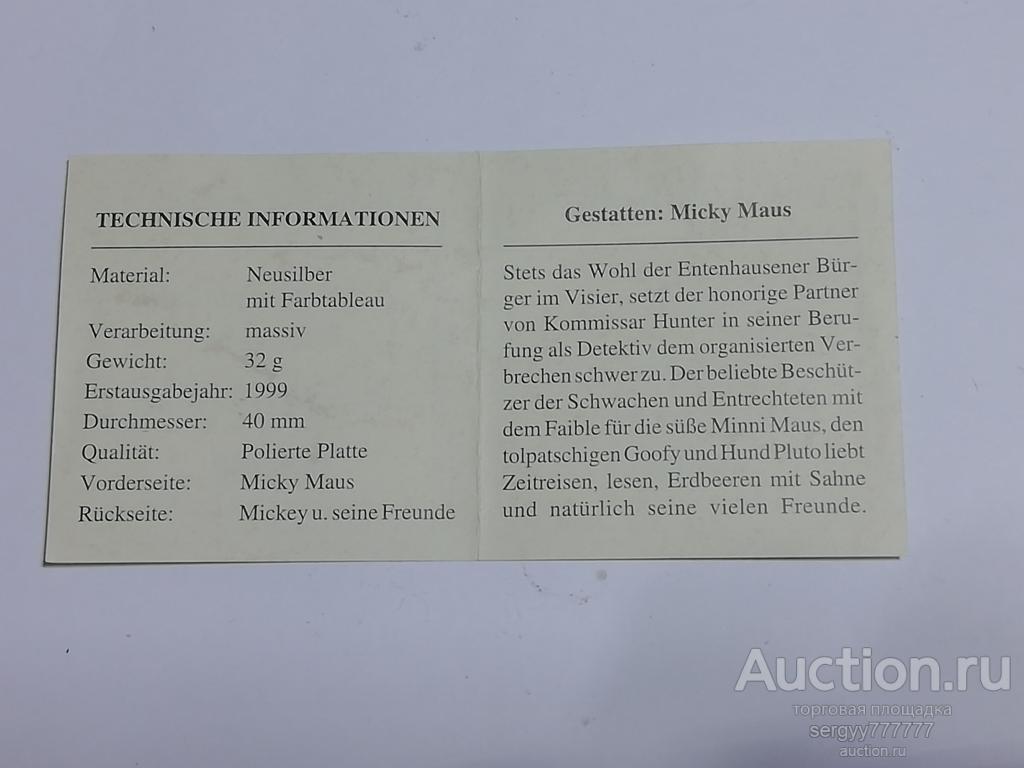 TECHNISCHE INFORMATIONEN
Material: Neusilber
mit Farbtableau
Verarbeitung: massiv
Gewicht: 32 g
Erstausgabejahr: 1999
Durchmesser: 40 mm
Qualität: Polierte Platte
Vorderseite: Micky Maus
Rückseite: Mickey u. seine Freunde
Gestatten: Micky Maus
Stets das Wohl der Entenhausener Bür-
ger im Visier, setzt der honorige Partner
von Kommissar Hunter in seiner Beru-
fung als Detektiv dem organisierten Ver-
brechen schwer zu. Der beliebte Beschüt-
zer der Schwachen und Entrechteten mit
dem Faible für die süße Minni Maus, den
tolpatschigen Goofy und Hund Pluto liebt
Zeitreisen, lesen, Erdbeeren mit Sahne
und natürlich seine vielen Freunde.
Auction.ru
торговая площадка
sergyy777777
auction.ru